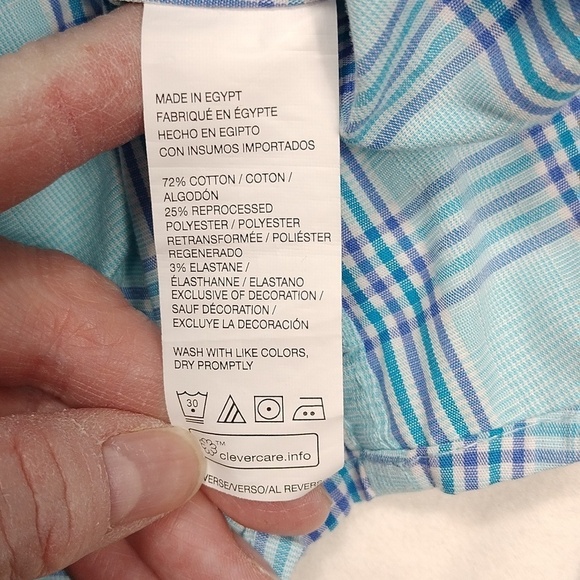 MADE IN EGYPT
FABRIQUÉ EN ÉGYPTE
HECHO EN EGIPTO
CON INSUMOS IMPORTADOS
72% COTTON / COTON /
ALGODÓN
25% REPROCESSED
POLYESTER / POLYESTER
RETRANSFORMÉE / POLIÉSTER
REGENERADO
3% ELASTANE /
ÉLASTHANNE / ELASTANO
EXCLUSIVE OF DECORATION /
SAUF DÉCORATION /
EXCLUYE LA DECORACIÓN
WASH WITH LIKE COLORS,
DRY PROMPTLY
30
TM
clevercare.info
VERSE/VERSO/AL REVERS